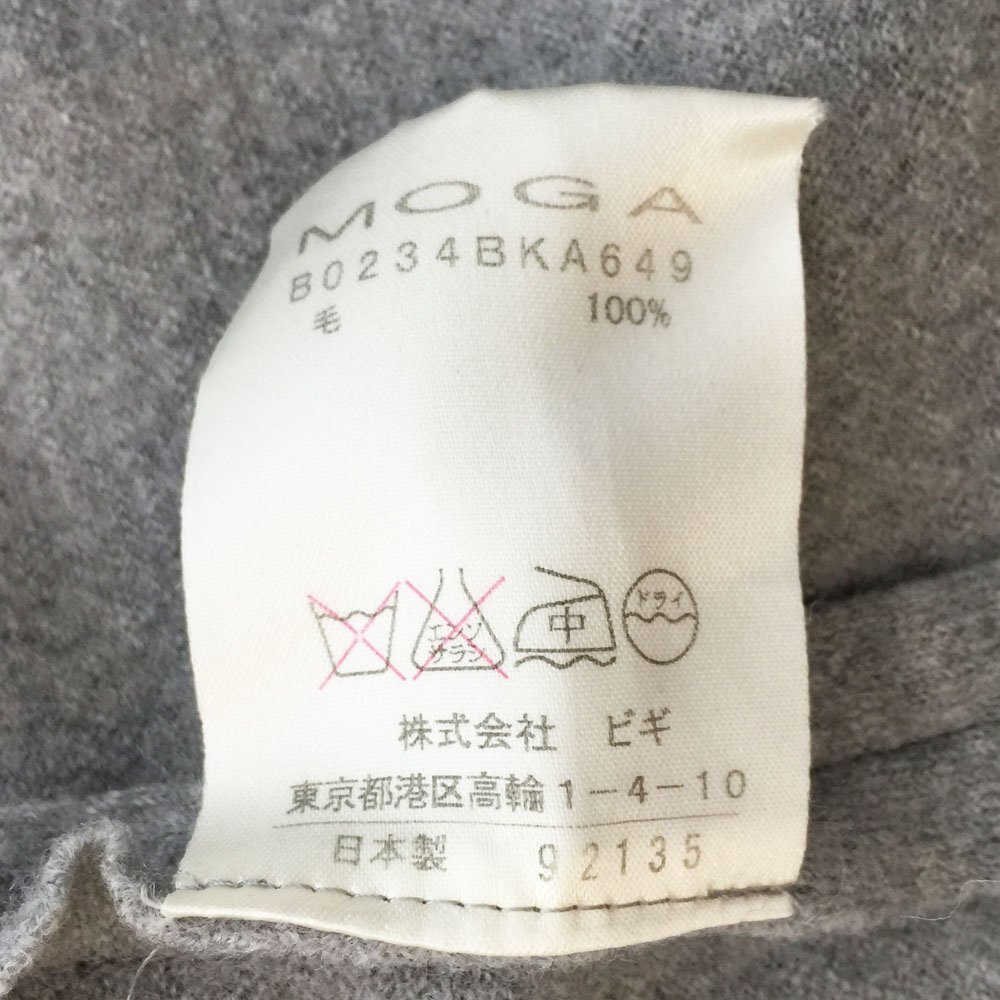 MOGA
B0234BKA649
毛 100%
エンソ
サラシ
中
ドライ
株式会社 ビギ
東京都港区高輪1-4-10
日本製 92135